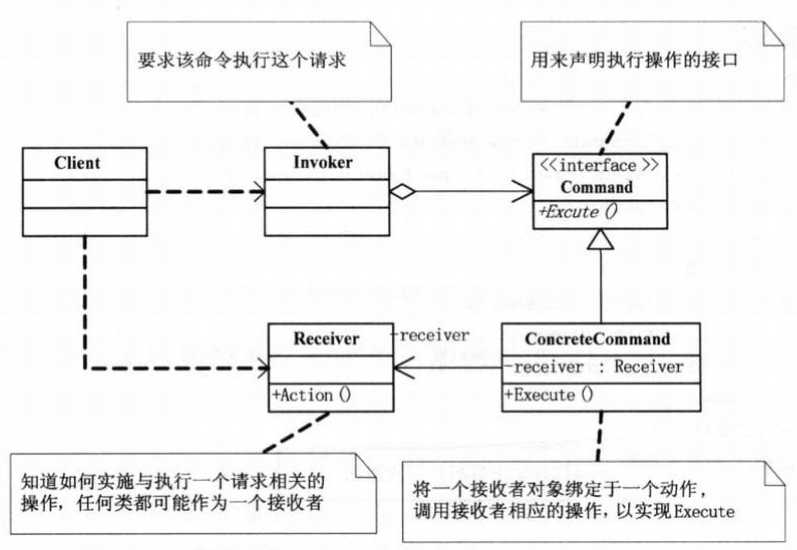 要求该命令执行这个请求
用来声明执行操作的接口
Client
Invoker
<<interface >>
Command
+Excute ()
Receiver
-receiver
ConcreteCommand
-receiver : Receiver
+Action ()
+Execute ()
知道如何实施与执行一个请求相关的
操作，任何类都可能作为一个接收者
将一个接收者对象绑定于一个动作，
调用接收者相应的操作，以实现Execute